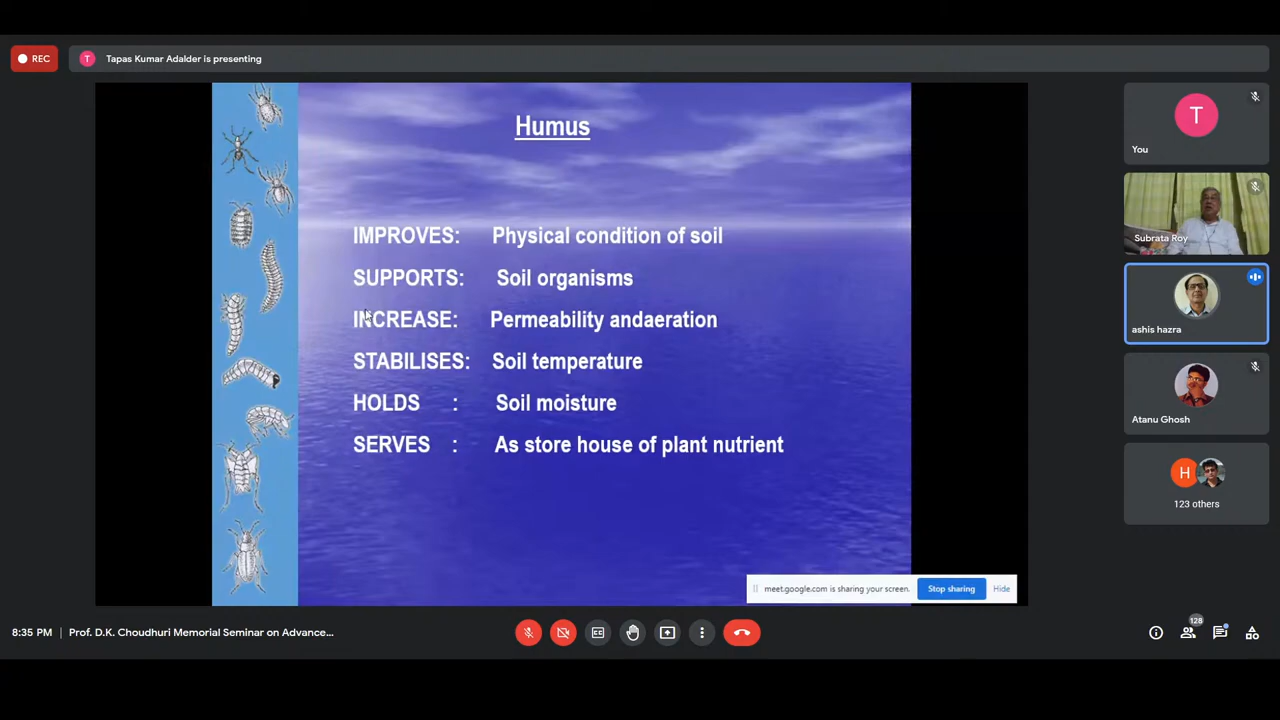 REC
T
Tapas Kumar Adalder is presenting
Humus
IMPROVES: Physical condition of soil
SUPPORTS: Soil organisms
INCREASE: Permeability andaeration
STABILISES: Soil temperature
HOLDS : Soil moisture
SERVES : As store house of plant nutrient
meet.google.com is sharing your screen.
Stop sharing
Hide
T
You
Subrata Roy
ashis hazra
Atanu Ghosh
H
123 others
8:35 PM
Prof. D.K. Choudhuri Memorial Seminar on Advance...
CC
128